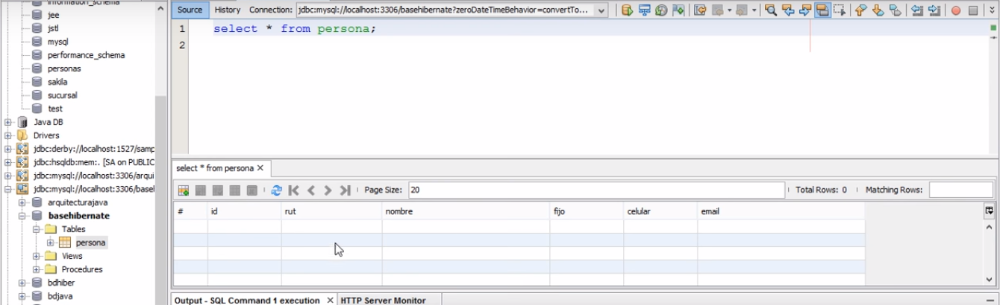 information_schema
jee
jstl
mysql
performance_schema
personas
sakila
sucursal
test
Java DB
Drivers
jdbc:derby://localhost:1527/samp
jdbc:hsqldb:mem:. [SA on PUBLIC
jdbc:mysql://localhost:3306/arqui
jdbc:mysql://localhost:3306/basel
arquitecturajava
basehibernate
Tables
persona
Views
Procedures
bdhiber
bdjava
Source History Connection: jdbc:mysql://localhost:3306/basehibernate?zeroDateTimeBehavior=convertTo...
1 select * from persona;
2
select * from persona
Page Size: 20 Total Rows: 0 Matching Rows:
# id rut nombre fijo celular email
Output - SQL Command 1 execution HTTP Server Monitor